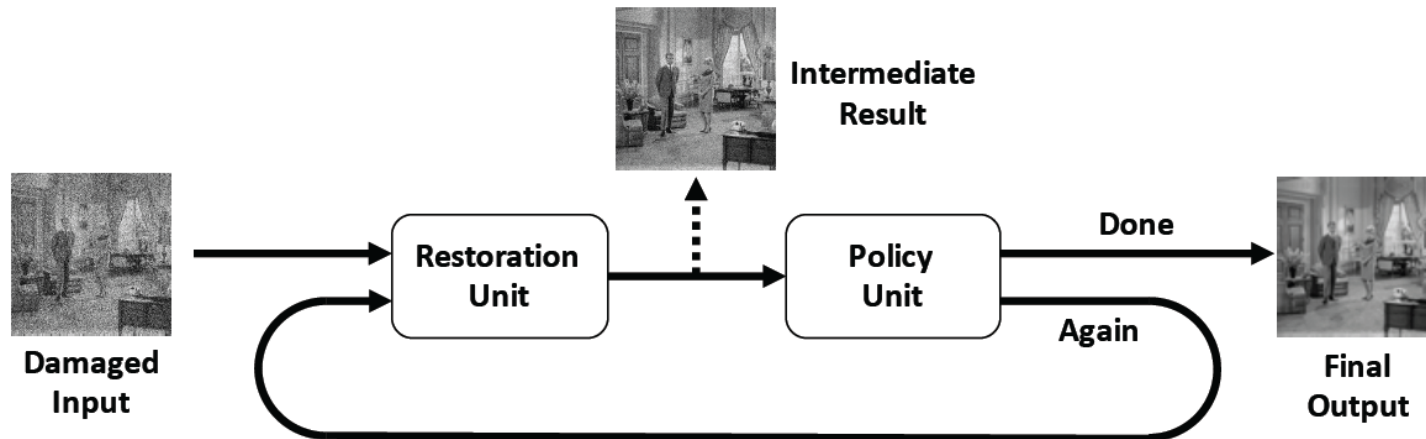 Intermediate
Result
Damaged
Input
Restoration
Unit
Policy
Unit
Done
Again
Final
Output